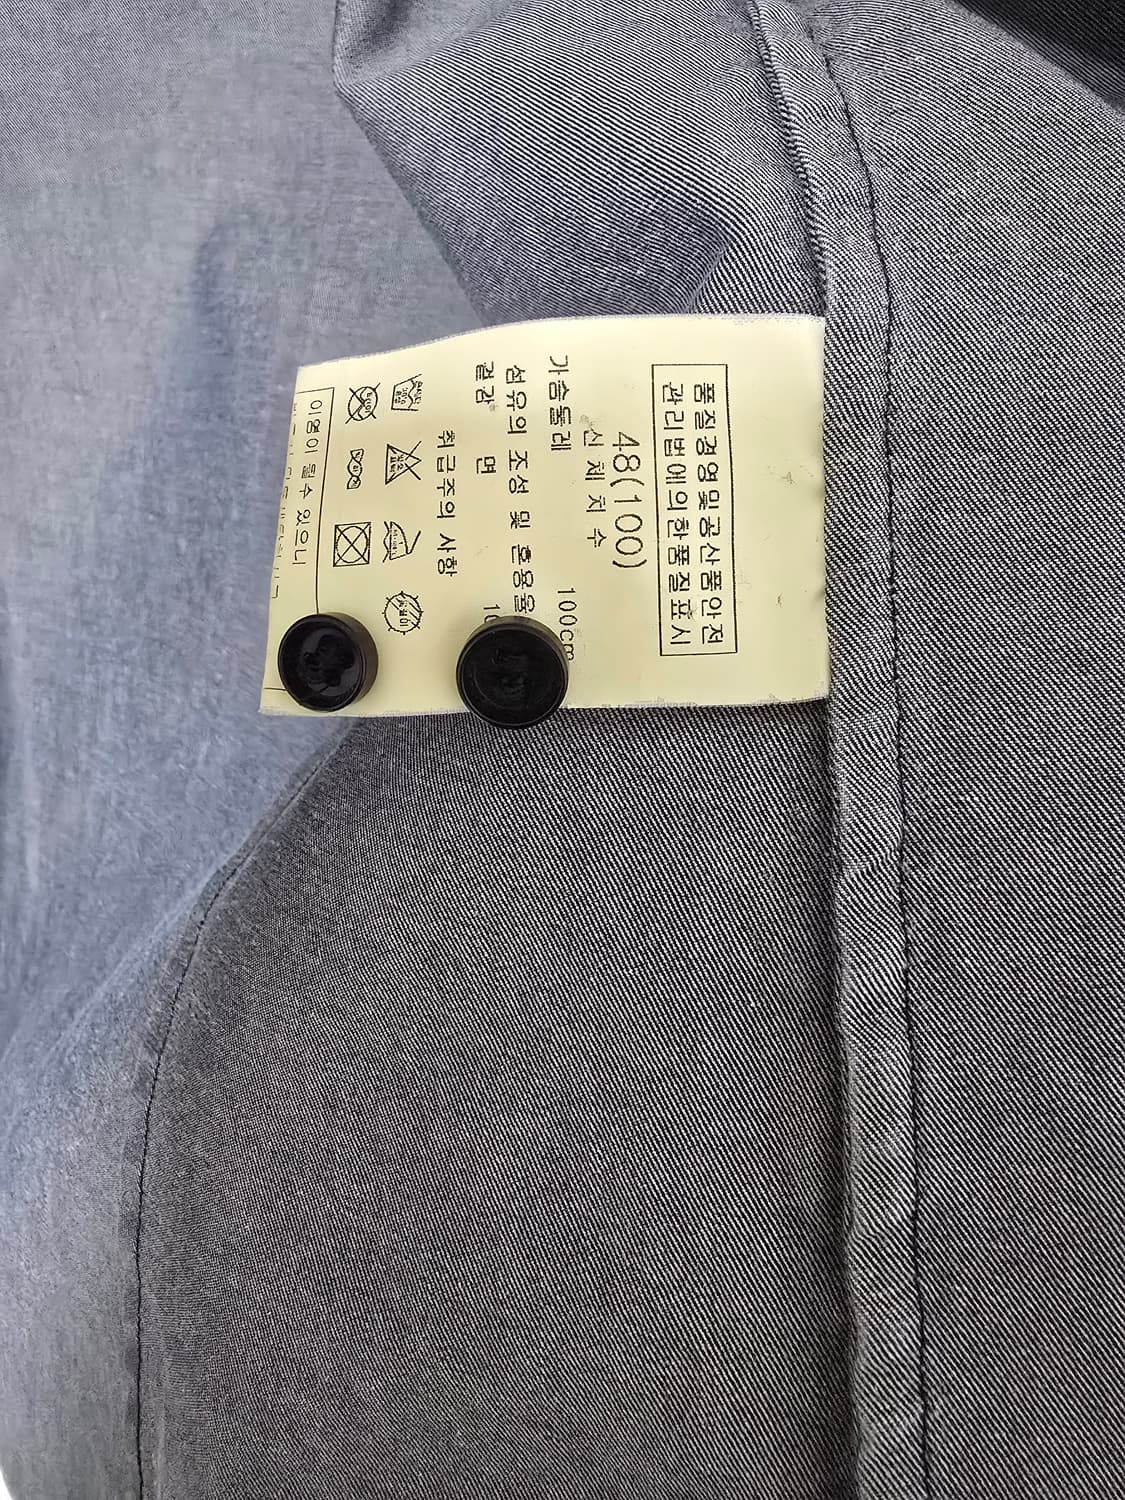 품질경영및공산품안전
관리법에의한품질표시
48(100)
신체치수
가슴둘레 100cm
섬유의 조성 및 혼용율
겉감 면
취급주의 사항
이염이 될수 있으니